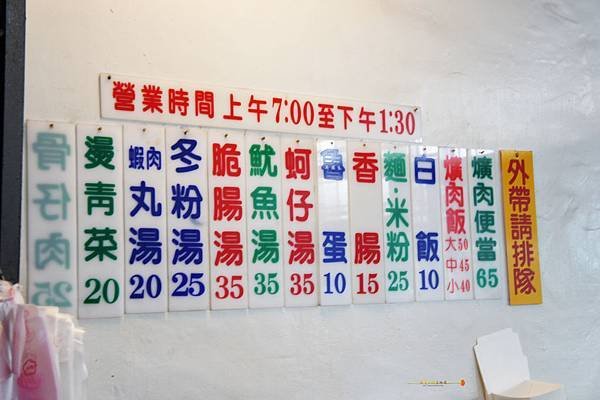 營業時間 上午7:00至下午1:30
外帶請排隊
爌肉便當 65
爌肉飯 大50 中45 小40
白飯 10
麵·米粉 25
香腸 15
魯蛋 10
蚵仔湯 35
魷魚湯 35
脆腸湯 35
冬粉湯 25
蝦肉丸湯 20
燙青菜 20
骨仔肉 25